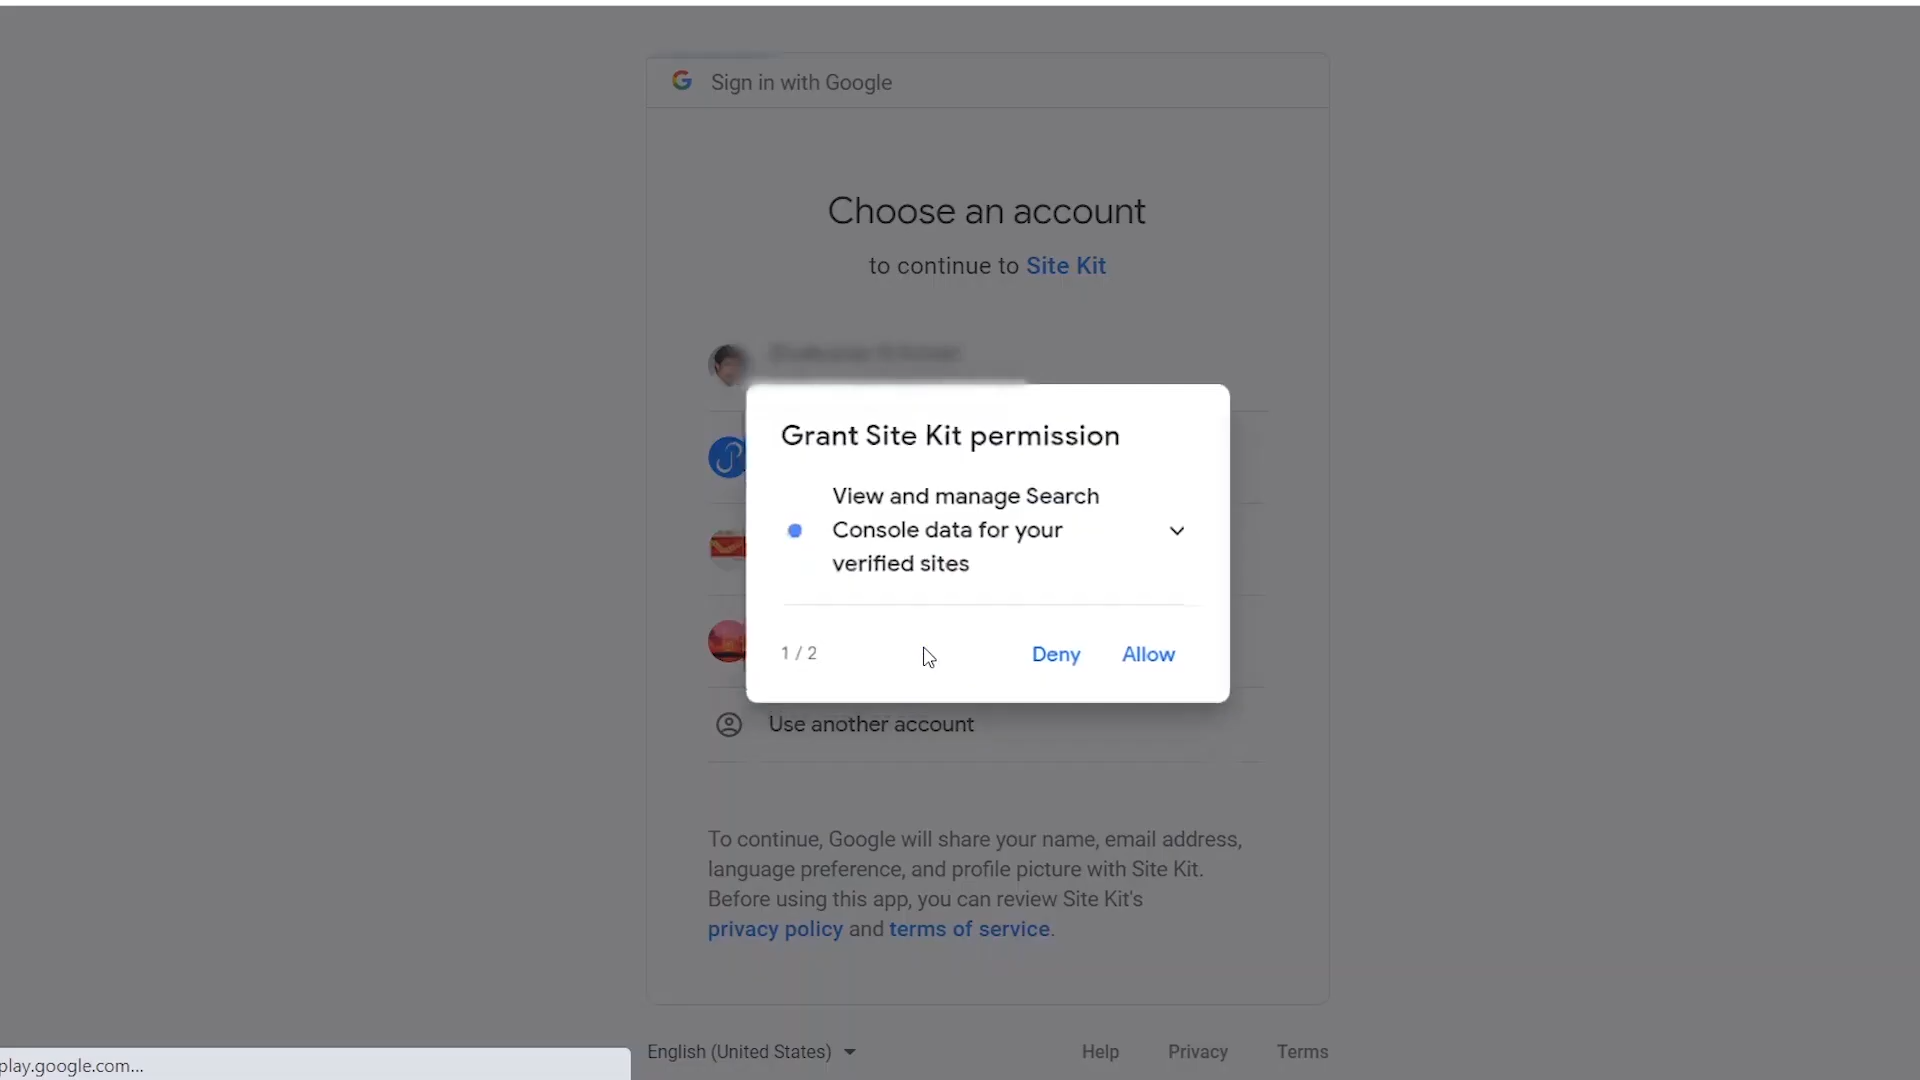 Sign in with Google
Choose an account
to continue to Site Kit
Grant Site Kit permission
View and manage Search
Console data for your
verified sites
1 / 2
Deny
Allow
Use another account
To continue, Google will share your name, email address,
language preference, and profile picture with Site Kit.
Before using this app, you can review Site Kit's
privacy policy and terms of service.
English (United States)
Help
Privacy
Terms
play.google.com...